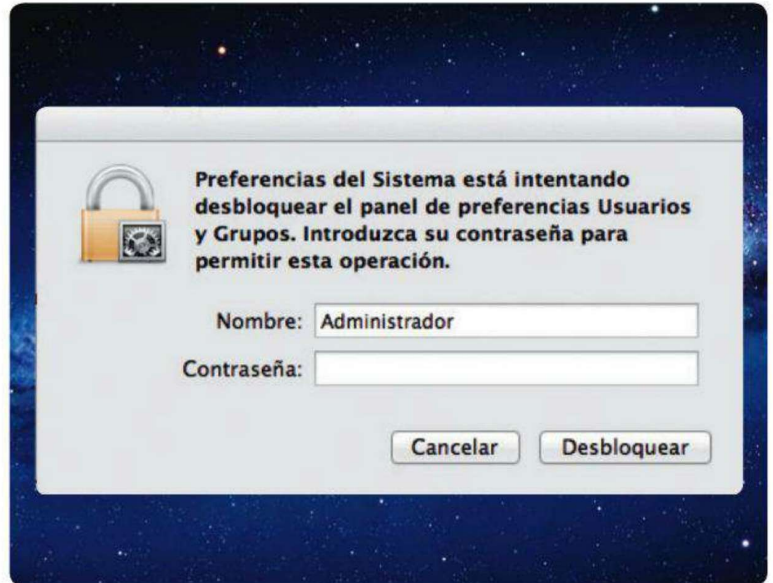 Preferencias del Sistema está intentando
desbloquear el panel de preferencias Usuarios
y Grupos. Introduzca su contraseña para
permitir esta operación.
Nombre: Administrador
Contraseña:
Cancelar Desbloquear